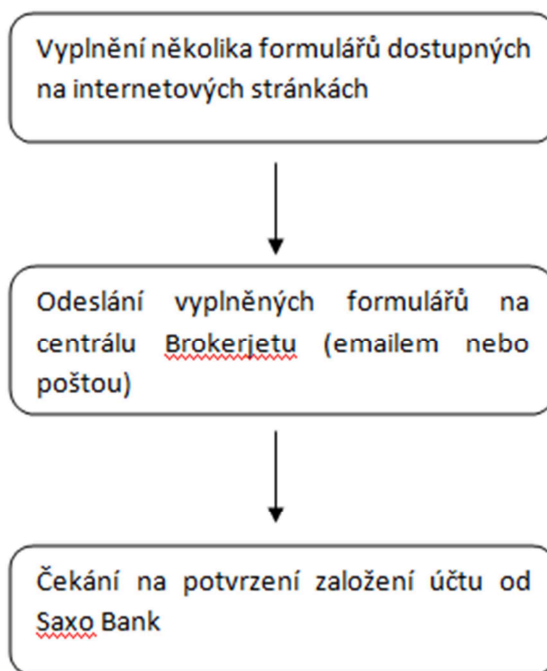 Vyplnění několika formulářů dostupných
na internetových stránkách
Odeslání vyplněných formulářů na
centrálu Brokerjetu (emailem nebo
poštou)
Čekání na potvrzení založení účtu od
Saxo Bank